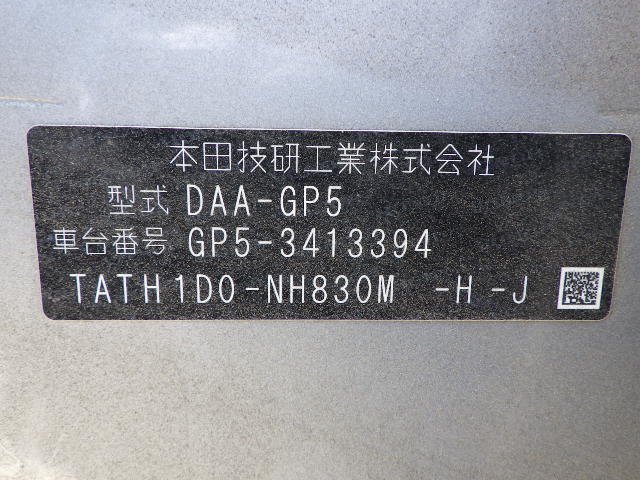 本田技研工業株式会社
型式 DAA-GP5
車台番号 GP5-3413394
TATH1D0-NH830M -H-J